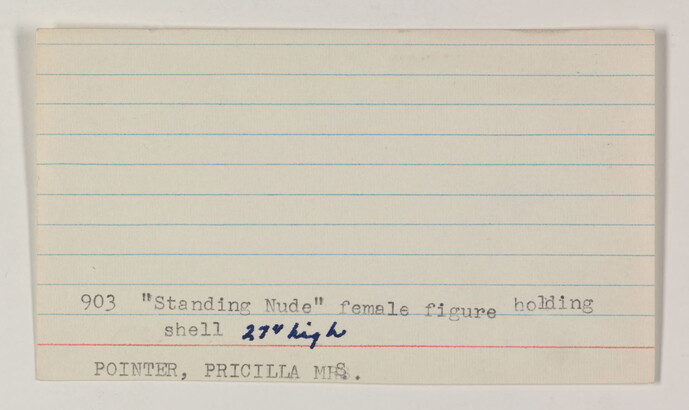 903 "Standing Nude" female figure holding
shell 27" high
POINTER, PRICILLA MRS.